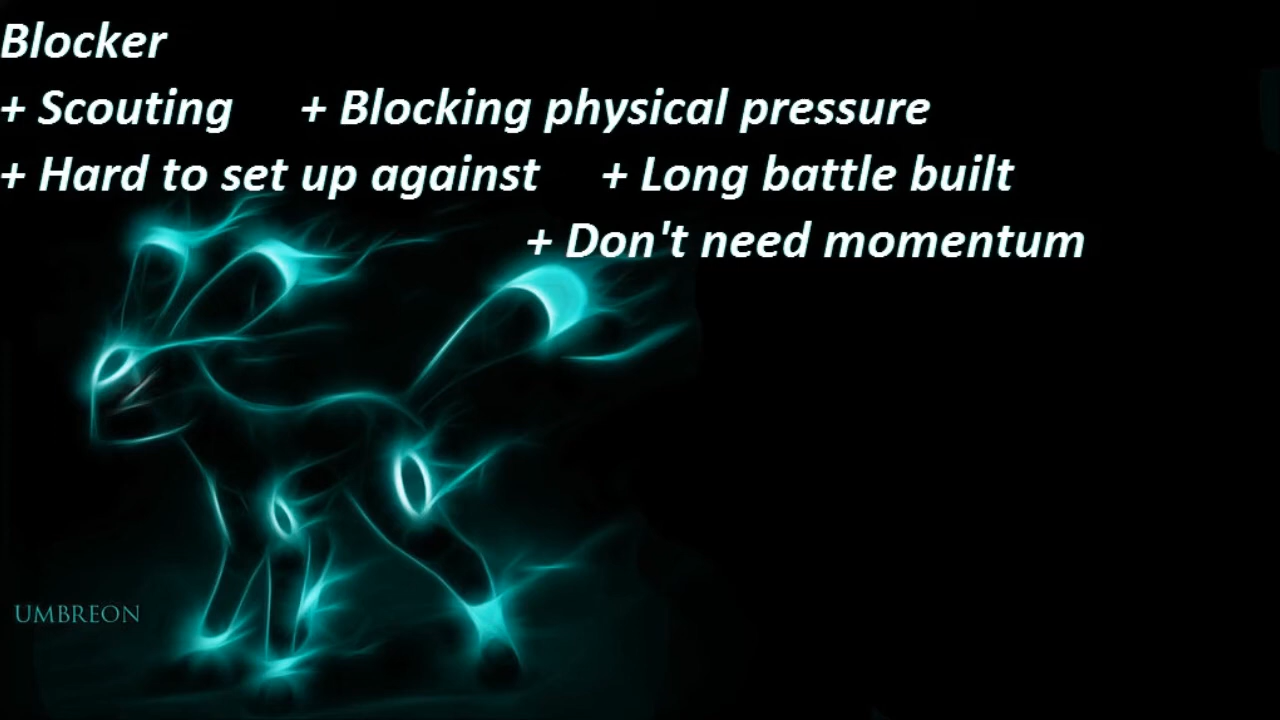 Blocker
+ Scouting + Blocking physical pressure
+ Hard to set up against + Long battle built
+ Don't need momentum
UMBREON